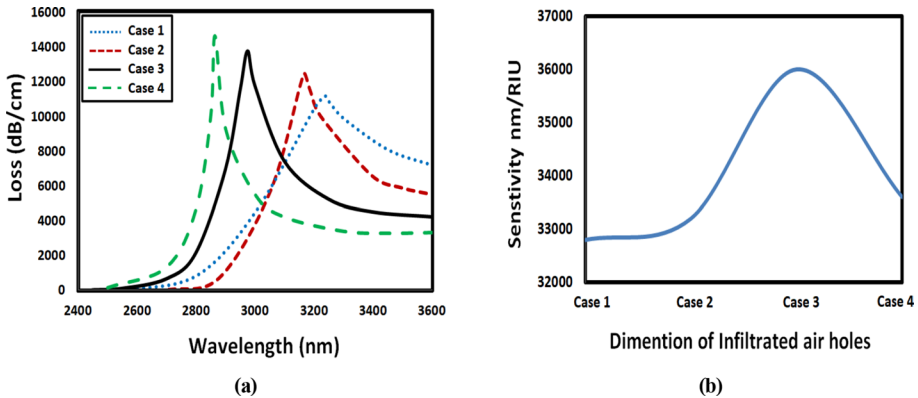 (a)
16000
14000
12000
10000
8000
6000
4000
2000
0
Loss (dB/cm)
Case 1
Case 2
Case 3
Case 4
2400 2600 2800 3000 3200 3400 3600
Wavelength (nm)
(a)
(b)
37000
36000
35000
34000
33000
32000
Senstivity nm/RIU
Case 1 Case 2 Case 3 Case 4
Dimention of Infiltrated air holes
(b)